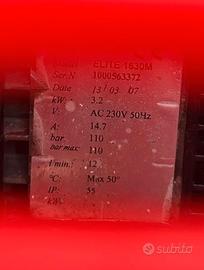 ELITE 1630M
Ser.N 1000563372
Date 13/03/07
kW: 3.2
V: AC 230V 50Hz
A: 14.7
bar 110
bar max 110
l/min.: 12
°C: Max 50°
IP: 55
kW
subito